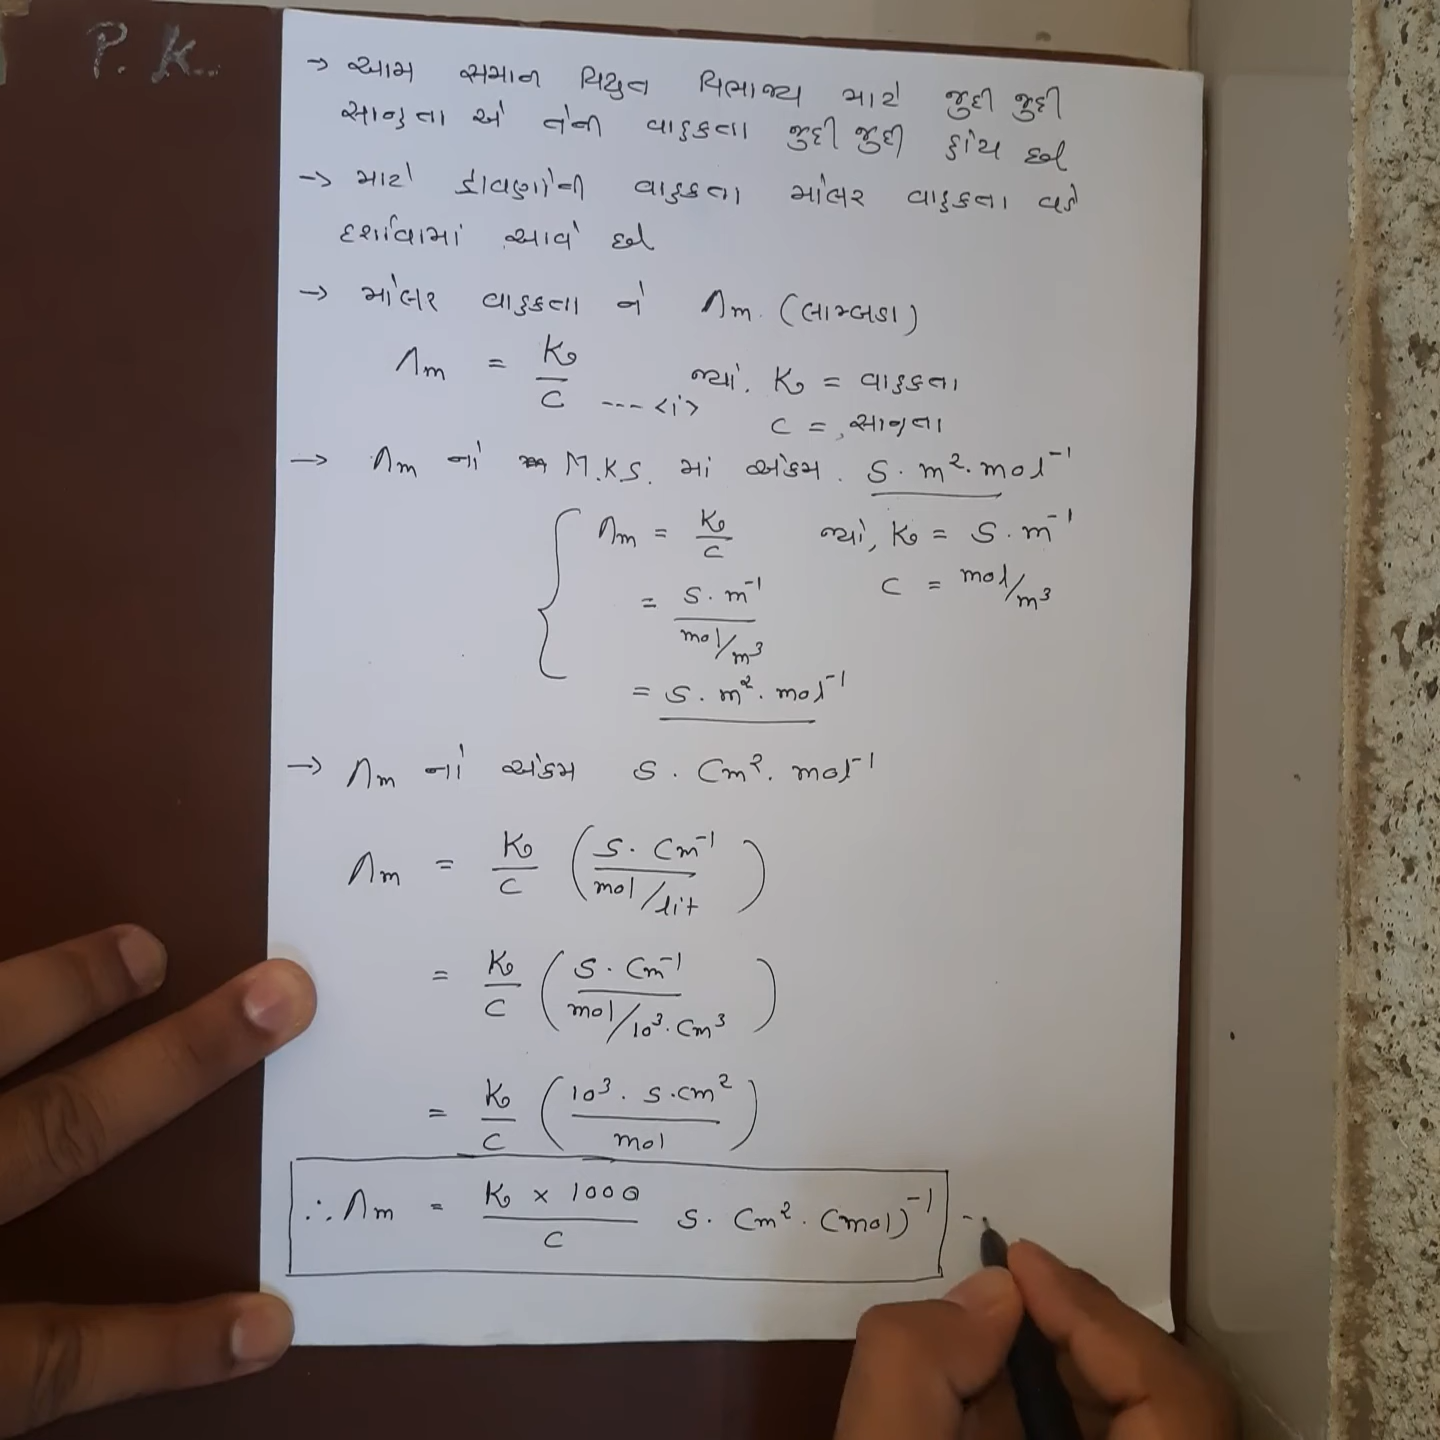 P. K.
→ આમ સમાન વિદ્યુત વિભાજ્ય માટે જુદી જુદી
સાન્દ્રતા એ તેની વાહકતા જુદી જુદી હોય છે
→ માટે દ્રાવણોની વાહકતા મોલર વાહકતા વડે
દર્શાવવામાં આવે છે
→ મોલર વાહકતા ને Λm (લામ્બડા)
Λm = K/C ---<i> જ્યાં, K = વાહકતા
C = સાન્દ્રતા
→ Λm નો M.K.S. માં એકમ S·m²·mol⁻¹
Λm = K/C જ્યાં, K = S·m⁻¹
= S·m⁻¹ / mol/m³ C = mol/m³
= S·m²·mol⁻¹
→ Λm નો એકમ S·Cm²·mol⁻¹
Λm = K/C (S·Cm⁻¹ / mol/lit)
= K/C (S·Cm⁻¹ / mol/10³·Cm³)
= K/C (10³·S·cm² / mol)
∴ Λm = K × 1000 / C S·Cm²·(mol)⁻¹ -